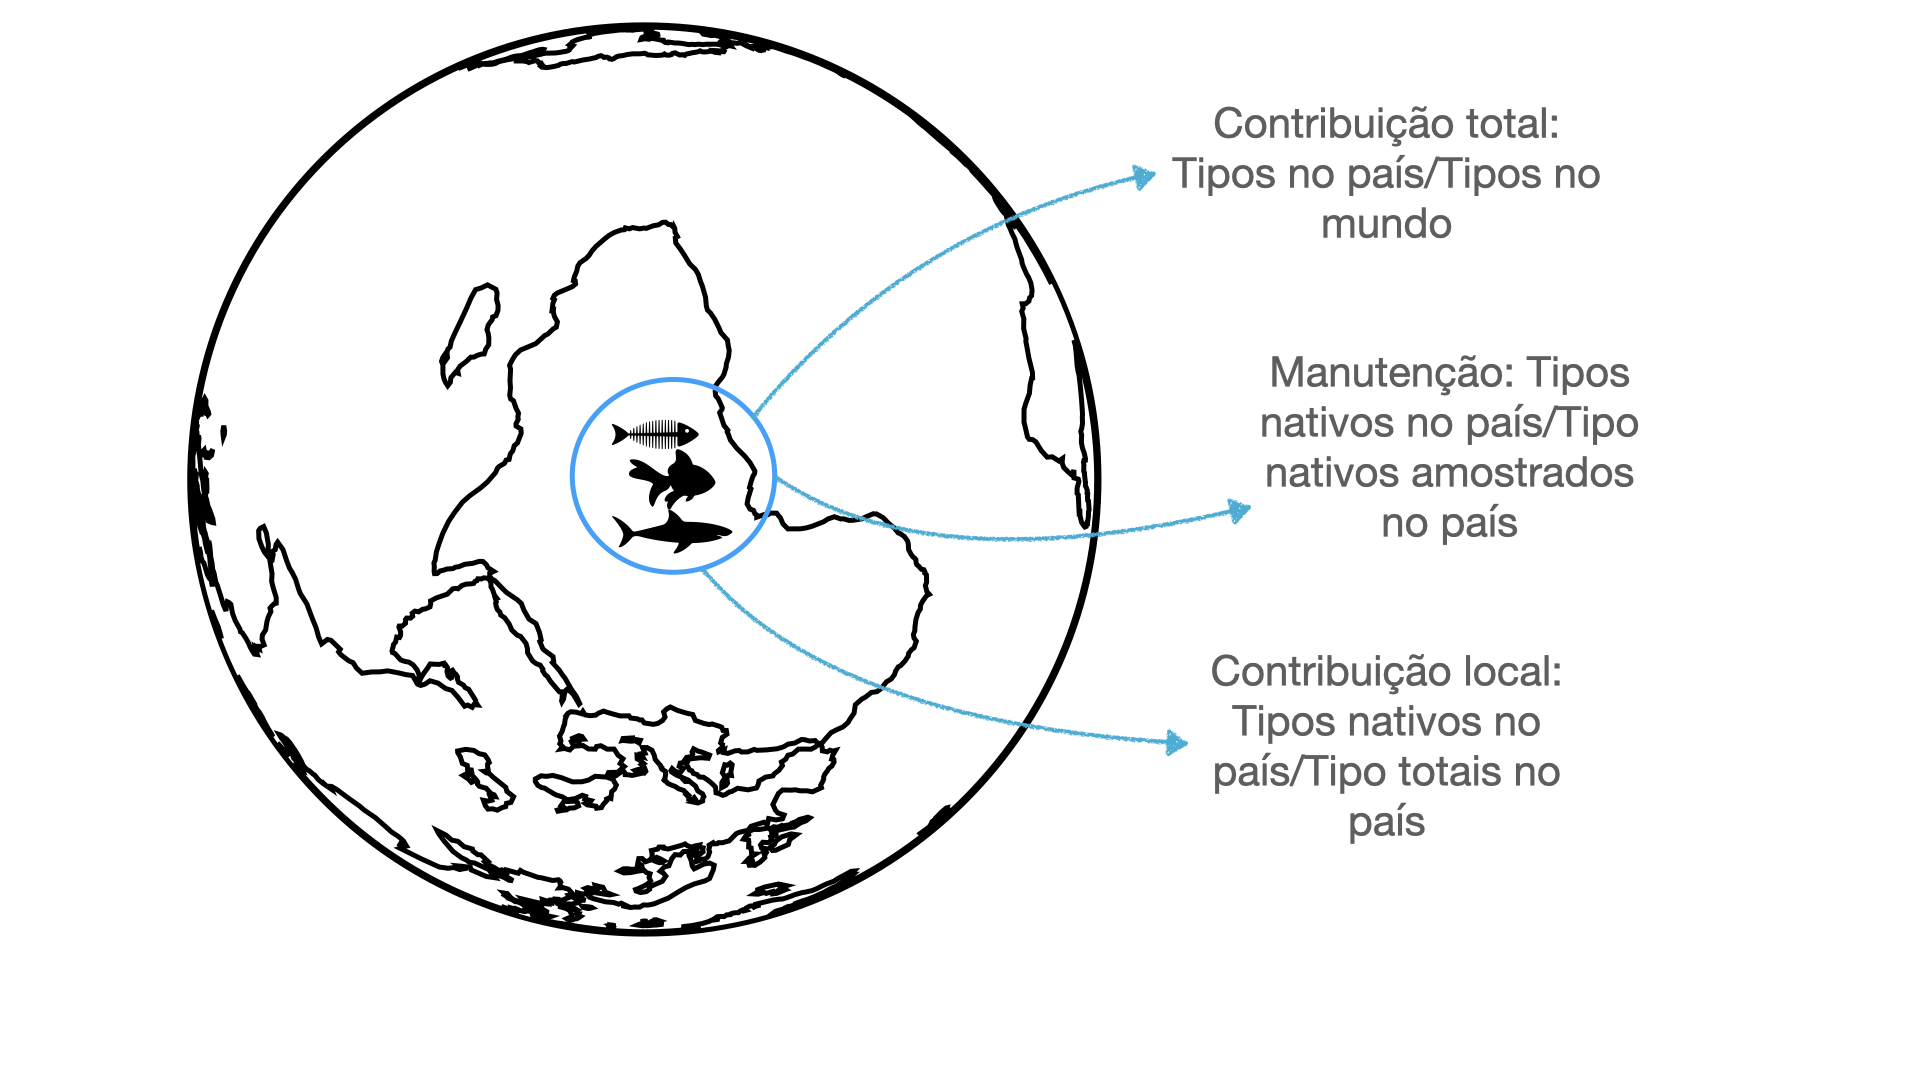 Contribuição total:
Tipos no país/Tipos no
mundo
Manutenção: Tipos
nativos no país/Tipo
nativos amostrados
no país
Contribuição local:
Tipos nativos no
país/Tipo totais no
país